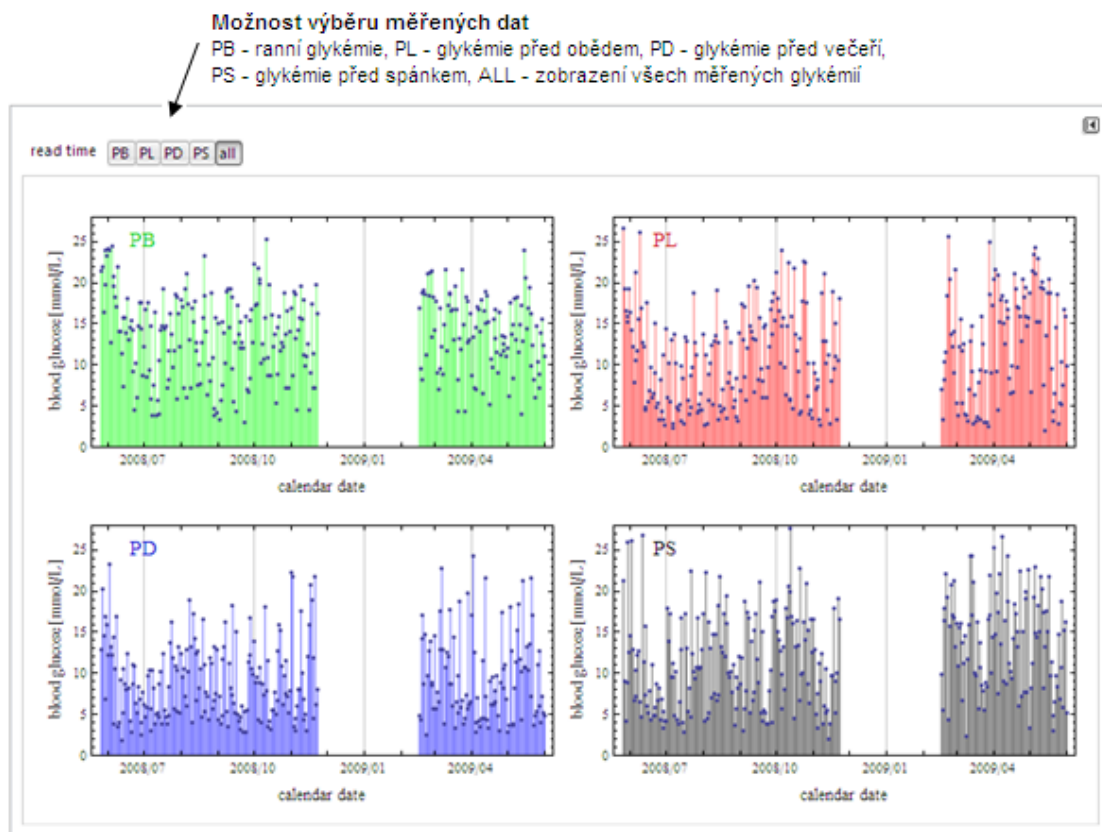 Možnost výběru měřených dat
PB - ranní glykémie, PL - glykémie před obědem, PD - glykémie před večeří,
PS - glykémie před spánkem, ALL - zobrazení všech měřených glykémií
read time PB PL PD PS all
PB
blood glucose [mmol/L]
25
20
15
10
5
0
2008/07 2008/10 2009/01 2009/04
calendar date
PL
blood glucose [mmol/L]
25
20
15
10
5
0
2008/07 2008/10 2009/01 2009/04
calendar date
PD
blood glucose [mmol/L]
25
20
15
10
5
0
2008/07 2008/10 2009/01 2009/04
calendar date
PS
blood glucose [mmol/L]
25
20
15
10
5
0
2008/07 2008/10 2009/01 2009/04
calendar date